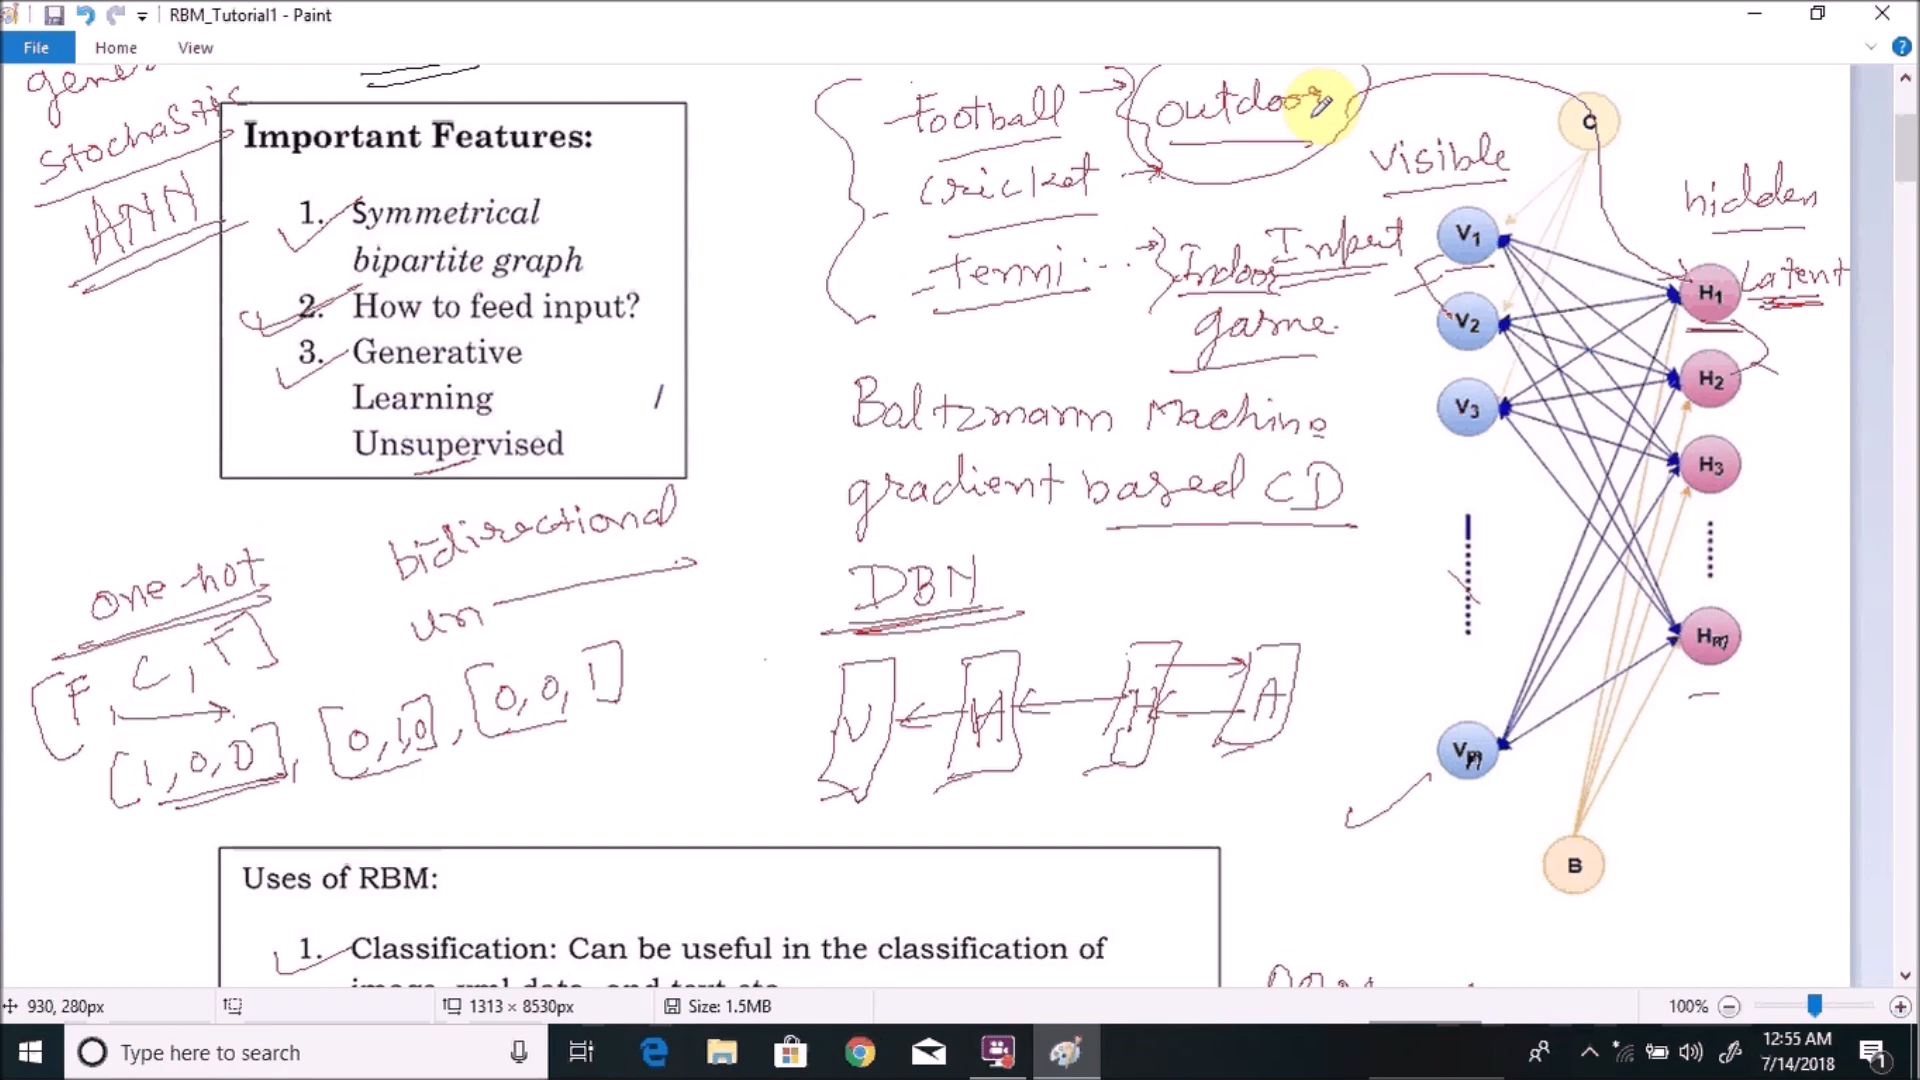 RBM_Tutorial1 - Paint
File Home View
stochastic
ANN
Important Features:
1. Symmetrical
bipartite graph
2. How to feed input?
3. Generative
Learning
Unsupervised
Football
outdoor
cricket
Tenni
Indoor
game
Input
Visible
hidden
Latent
C
V1
V2
V3
H1
H2
H3
B
Baltzmann Machine
gradient based CD
DBN
V H H A
bidirectional
un
one-hot
[F, C, T]
[1, 0, 0], [0, 1, 0], [0, 0, 1]
Uses of RBM:
1. Classification: Can be useful in the classification of
930, 280px 1313 × 8530px Size: 1.5MB 100%
Type here to search
12:55 AM
7/14/2018
1